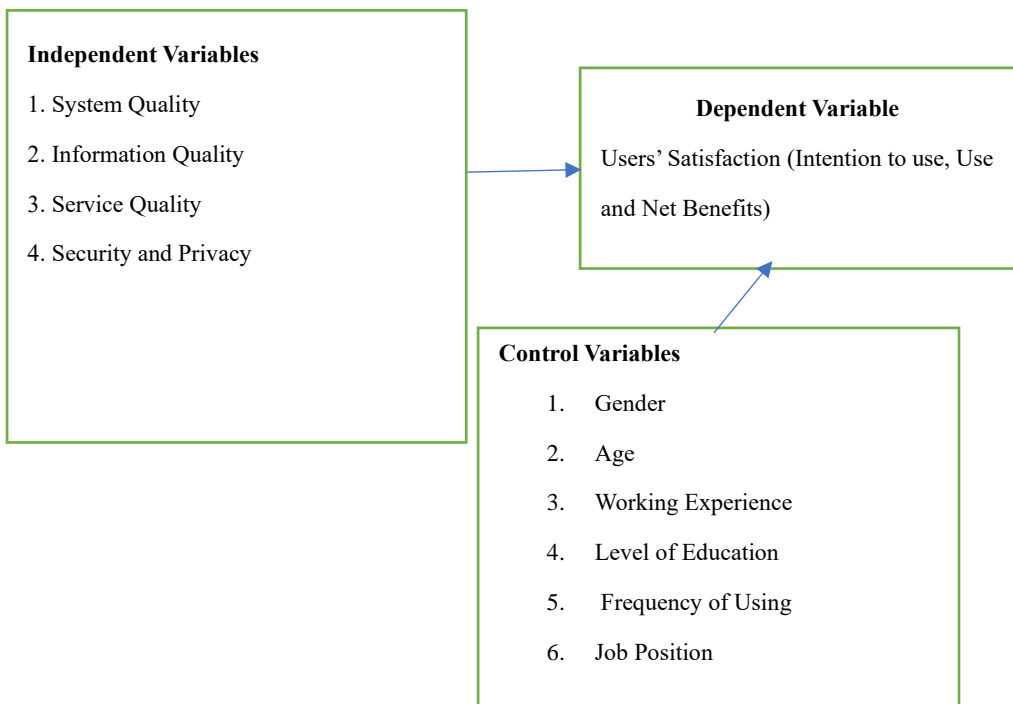 Independent Variables
1. System Quality
2. Information Quality
3. Service Quality
4. Security and Privacy
Dependent Variable
Users’ Satisfaction (Intention to use, Use
and Net Benefits)
Control Variables
1. Gender
2. Age
3. Working Experience
4. Level of Education
5. Frequency of Using
6. Job Position